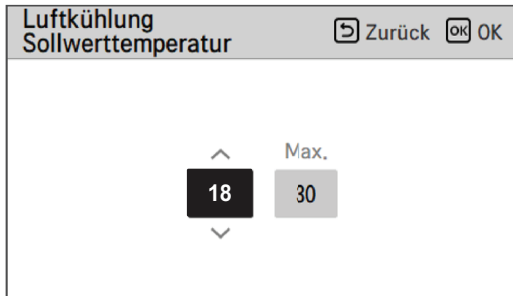 Luftkühlung
Sollwerttemperatur
Zurück OK OK
Max.
18 30